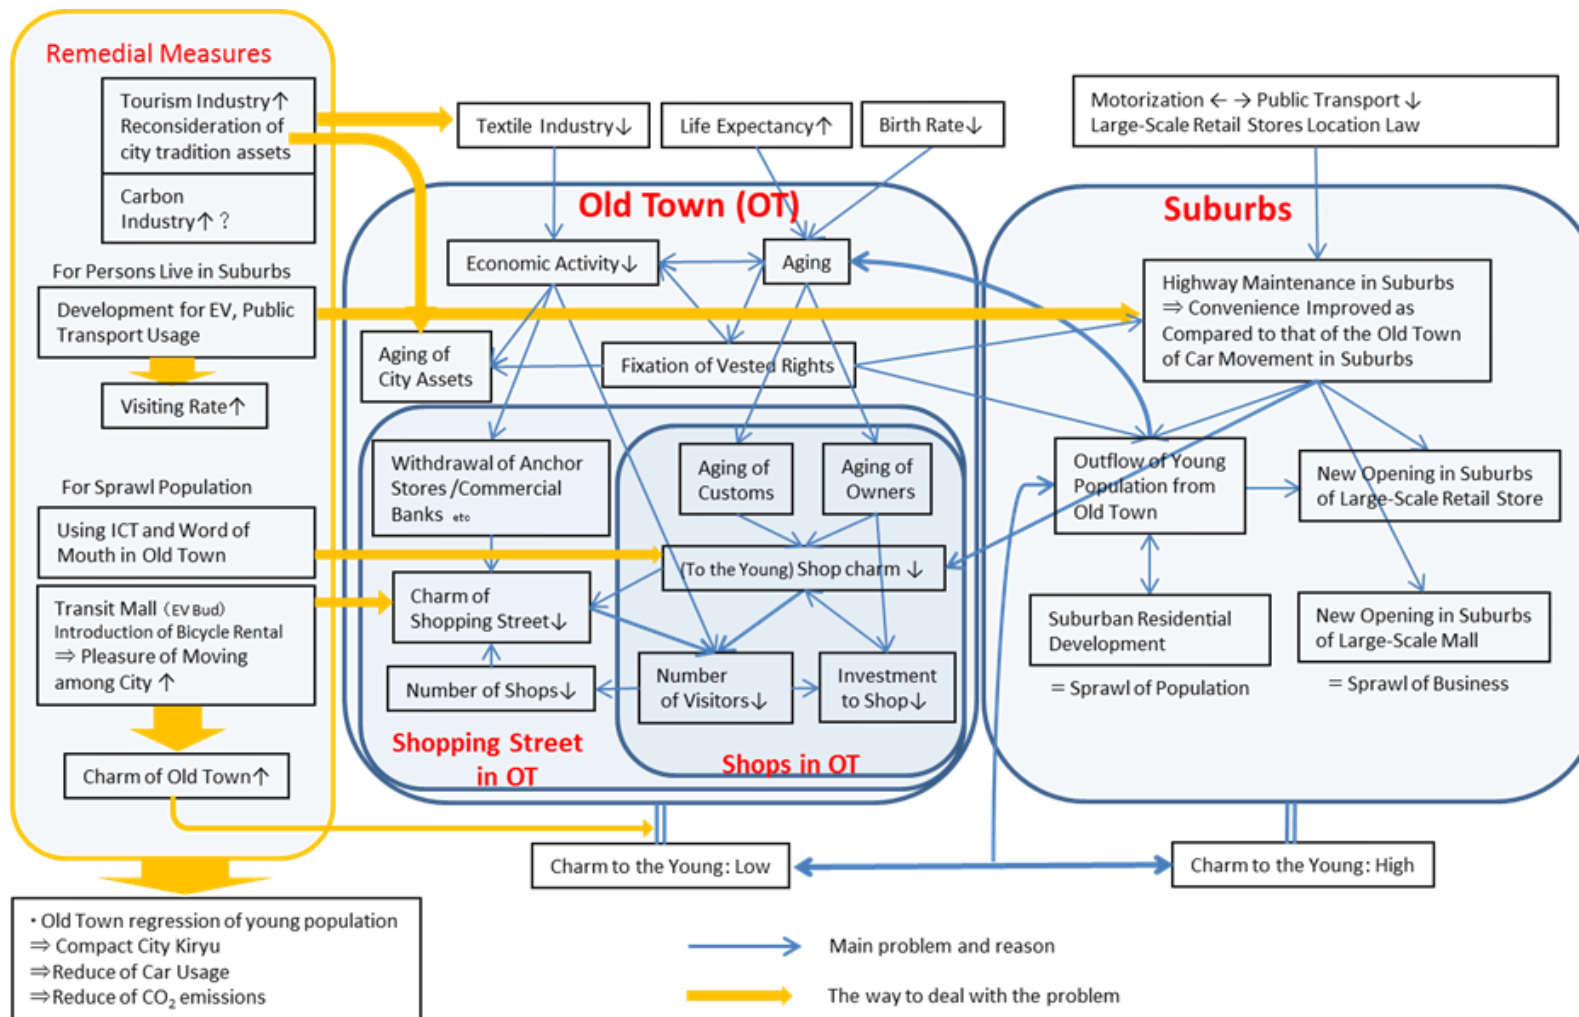 Remedial Measures
Tourism Industry↑
Reconsideration of
city tradition assets
Carbon
Industry↑ ?
For Persons Live in Suburbs
Development for EV, Public
Transport Usage
Visiting Rate↑
For Sprawl Population
Using ICT and Word of
Mouth in Old Town
Transit Mall (EV Bud)
Introduction of Bicycle Rental
⇒ Pleasure of Moving
among City ↑
Charm of Old Town↑
・Old Town regression of young population
⇒ Compact City Kiryu
⇒Reduce of Car Usage
⇒Reduce of CO₂ emissions
Textile Industry↓
Life Expectancy↑
Birth Rate↓
Old Town (OT)
Economic Activity↓
Aging
Aging of
City Assets
Fixation of Vested Rights
Withdrawal of Anchor
Stores /Commercial
Banks etc
Aging of
Customs
Aging of
Owners
(To the Young) Shop charm ↓
Charm of
Shopping Street↓
Number of Shops↓
Number
of Visitors↓
Investment
to Shop↓
Shopping Street
in OT
Shops in OT
Charm to the Young: Low
Motorization ← → Public Transport ↓
Large-Scale Retail Stores Location Law
Suburbs
Highway Maintenance in Suburbs
⇒ Convenience Improved as
Compared to that of the Old Town
of Car Movement in Suburbs
Outflow of Young
Population from
Old Town
New Opening in Suburbs
of Large-Scale Retail Store
Suburban Residential
Development
= Sprawl of Population
New Opening in Suburbs
of Large-Scale Mall
= Sprawl of Business
Charm to the Young: High
Main problem and reason
The way to deal with the problem